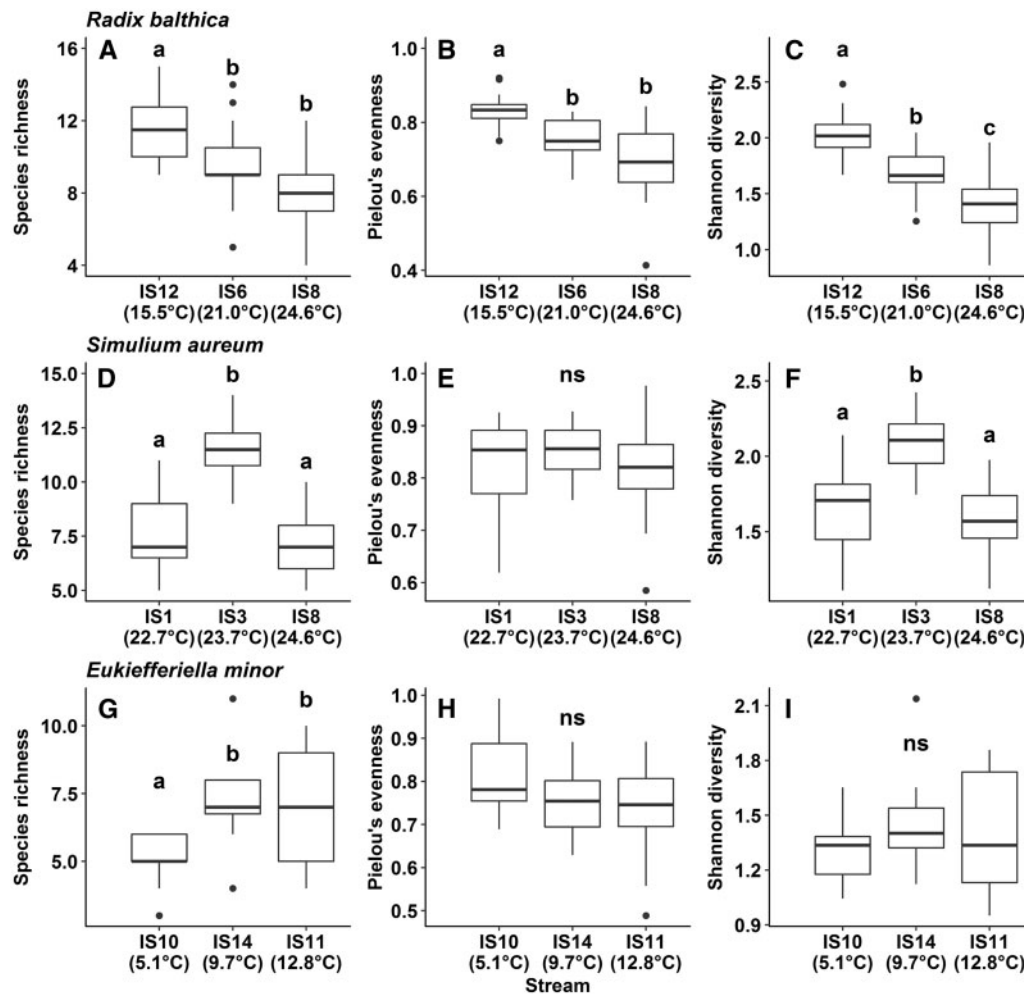 Radix balthica
A
a
b
b
Species richness
16
12
8
4
IS12 IS6 IS8
(15.5°C) (21.0°C) (24.6°C)
B
a
b
b
Pielou's evenness
1.0
0.8
0.6
0.4
IS12 IS6 IS8
(15.5°C) (21.0°C) (24.6°C)
C
a
b
c
Shannon diversity
2.5
2.0
1.5
1.0
IS12 IS6 IS8
(15.5°C) (21.0°C) (24.6°C)
Simulium aureum
D
a
b
a
Species richness
15.0
12.5
10.0
7.5
5.0
IS1 IS3 IS8
(22.7°C) (23.7°C) (24.6°C)
E
ns
Pielou's evenness
1.0
0.9
0.8
0.7
0.6
IS1 IS3 IS8
(22.7°C) (23.7°C) (24.6°C)
F
a
b
a
Shannon diversity
2.5
2.0
1.5
IS1 IS3 IS8
(22.7°C) (23.7°C) (24.6°C)
Eukiefferiella minor
G
a
b
b
Species richness
10.0
7.5
5.0
IS10 IS14 IS11
(5.1°C) (9.7°C) (12.8°C)
H
ns
Pielou's evenness
1.0
0.9
0.8
0.7
0.6
0.5
IS10 IS14 IS11
(5.1°C) (9.7°C) (12.8°C)
Stream
I
ns
Shannon diversity
2.1
1.8
1.5
1.2
0.9
IS10 IS14 IS11
(5.1°C) (9.7°C) (12.8°C)